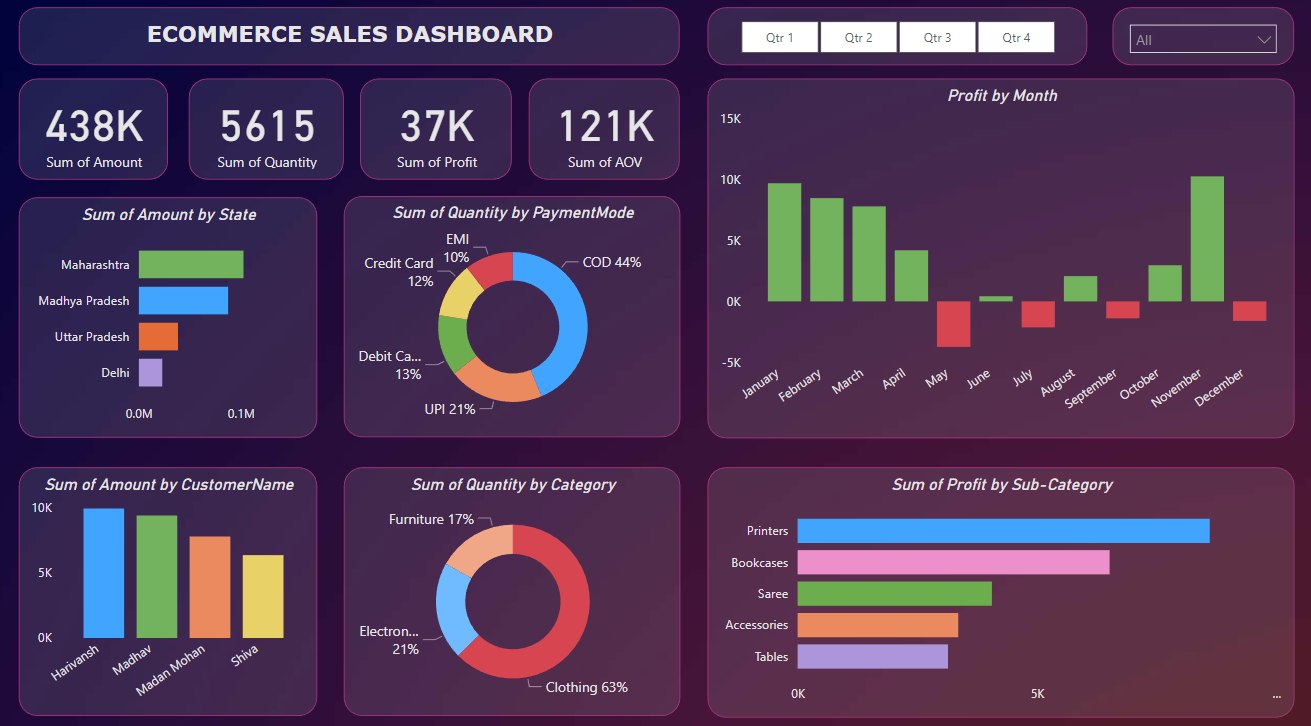 ECOMMERCE SALES DASHBOARD
Qtr 1
Qtr 2
Qtr 3
Qtr 4
All
438K
Sum of Amount
5615
Sum of Quantity
37K
Sum of Profit
121K
Sum of AOV
Profit by Month
15K
10K
5K
0K
-5K
January
February
March
April
May
June
July
August
September
October
November
December
Sum of Amount by State
Maharashtra
Madhya Pradesh
Uttar Pradesh
Delhi
0.0M
0.1M
Sum of Quantity by PaymentMode
EMI
10%
Credit Card
12%
COD 44%
Debit Ca...
13%
UPI 21%
Sum of Amount by CustomerName
10K
5K
0K
Harivansh
Madhav
Madan Mohan
Shiva
Sum of Quantity by Category
Furniture 17%
Electron...
21%
Clothing 63%
Sum of Profit by Sub-Category
Printers
Bookcases
Saree
Accessories
Tables
0K
5K
...